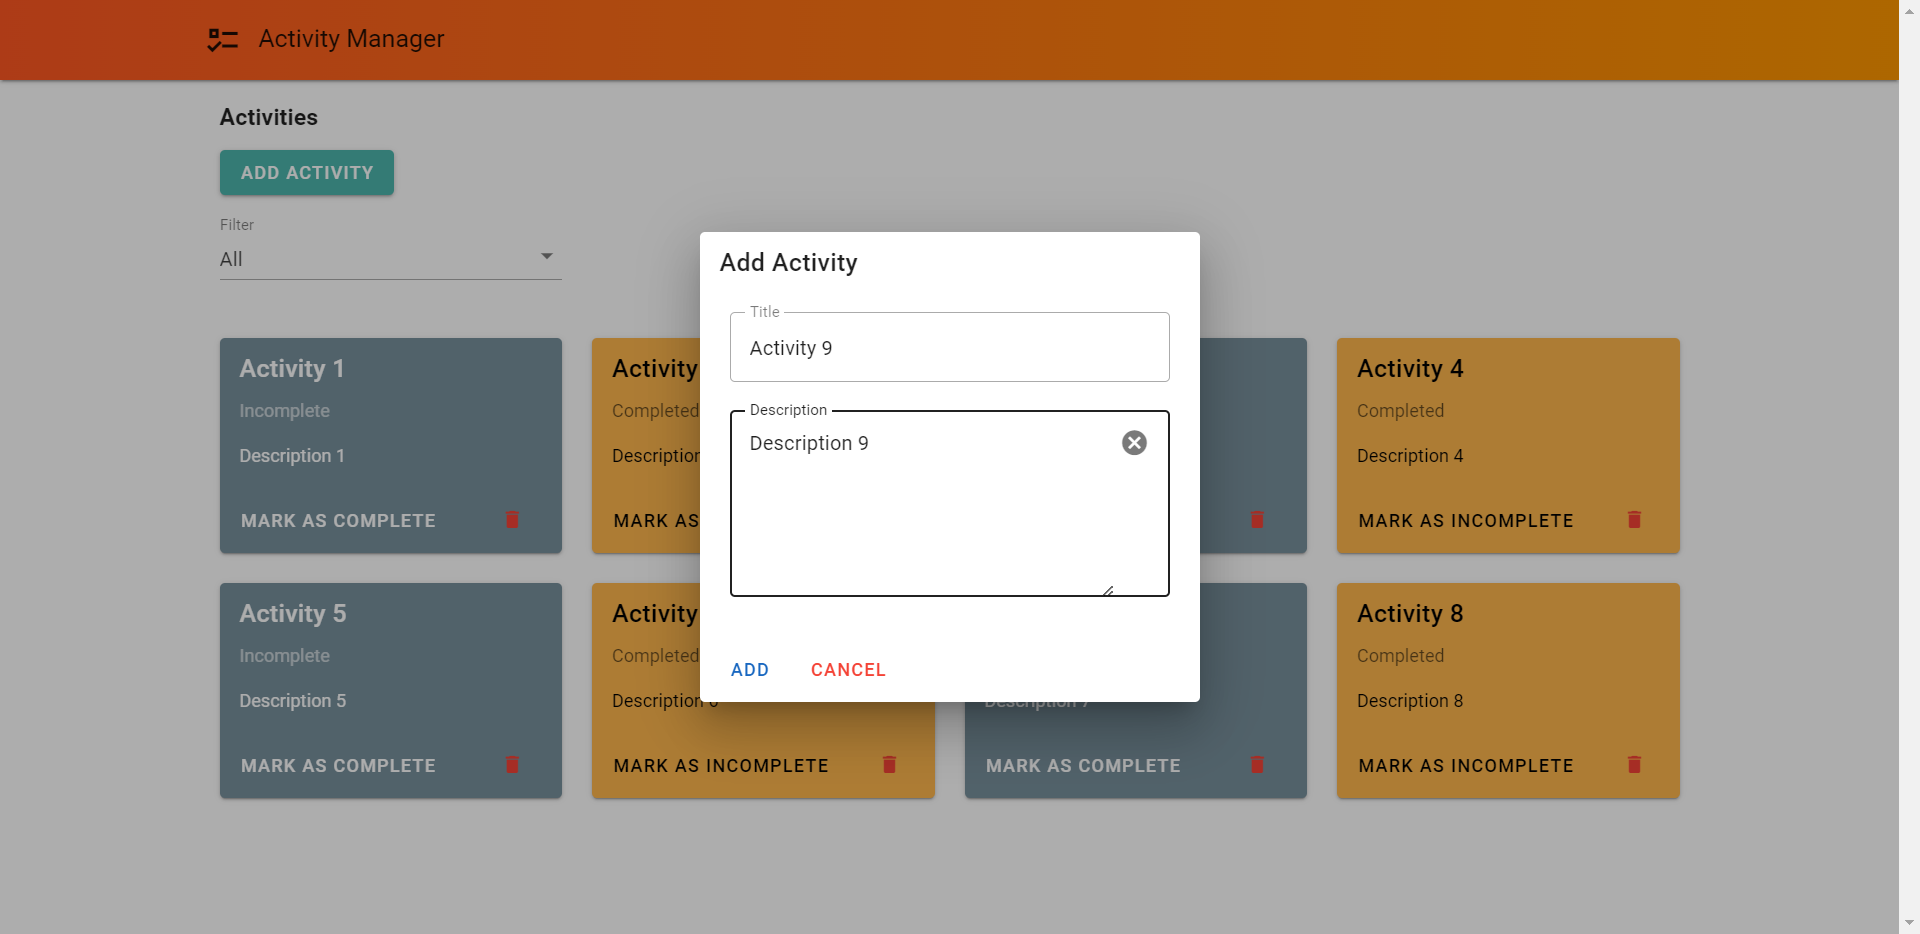 Activity Manager
Activities
ADD ACTIVITY
Filter
All
Add Activity
Title
Activity 9
Description
Description 9
ADD CANCEL
Activity 1
Incomplete
Description 1
MARK AS COMPLETE
Activity
Completed
MARK AS
Activity 4
Completed
Description 4
MARK AS INCOMPLETE
Activity 5
Incomplete
Description 5
MARK AS COMPLETE
Activity
Completed
Description 6
MARK AS INCOMPLETE
Description 7
MARK AS COMPLETE
Activity 8
Completed
Description 8
MARK AS INCOMPLETE